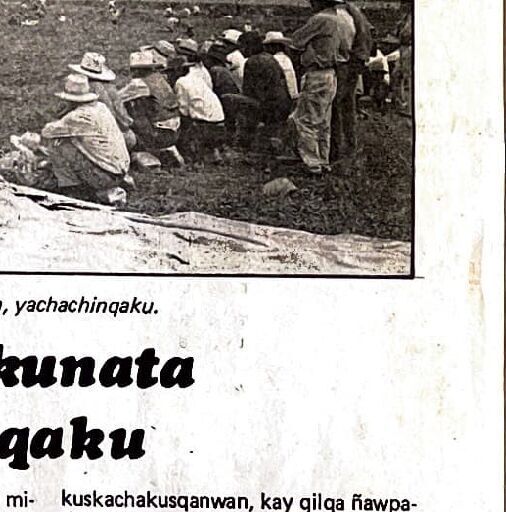 , yachachinqaku.
kunata
qaku
mi-
kuskachakusqanwan, kay qilqa ñawpa-